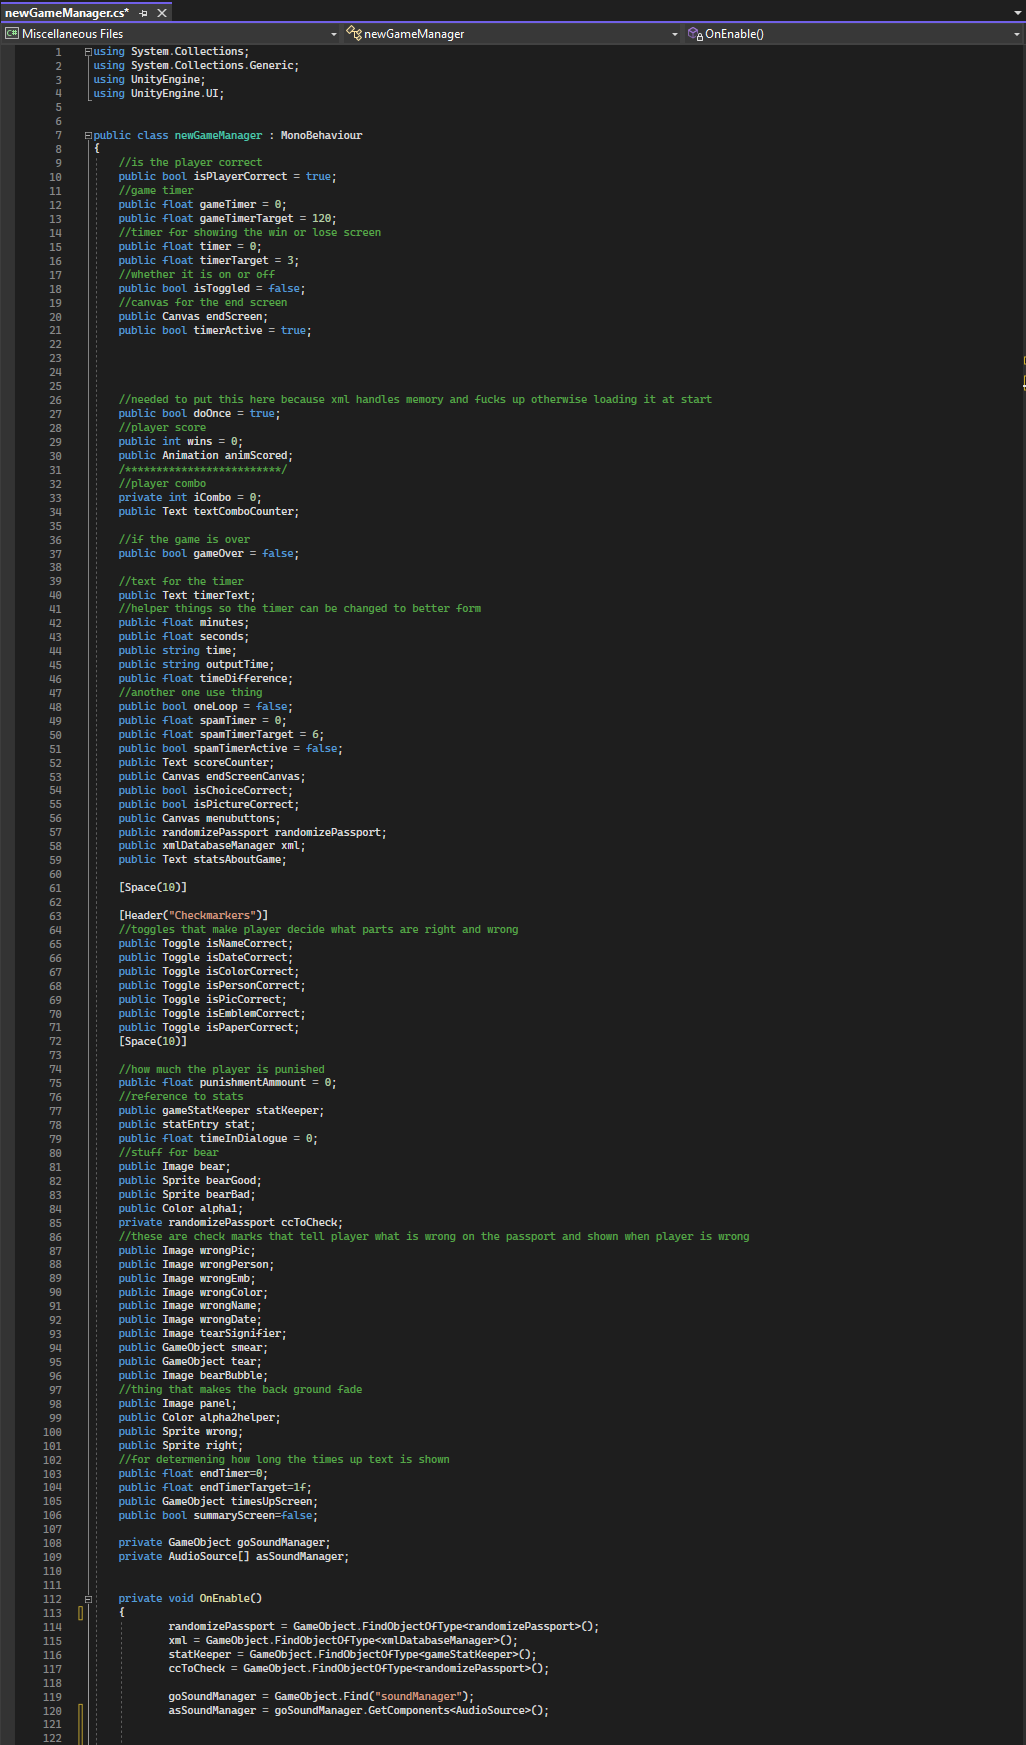 newGameManager.cs*
Miscellaneous Files newGameManager OnEnable()
1 using System.Collections;
2 using System.Collections.Generic;
3 using UnityEngine;
4 using UnityEngine.UI;
5
6
7 public class newGameManager : MonoBehaviour
8 {
9 //is the player correct
10 public bool isPlayerCorrect = true;
11 //game timer
12 public float gameTimer = 0;
13 public float gameTimerTarget = 120;
14 //timer for showing the win or lose screen
15 public float timer = 0;
16 public float timerTarget = 3;
17 //whether it is on or off
18 public bool isToggled = false;
19 //canvas for the end screen
20 public Canvas endScreen;
21 public bool timerActive = true;
22
23
24
25
26 //needed to put this here because xml handles memory and fucks up otherwise loading it at start
27 public bool doOnce = true;
28 //player score
29 public int wins = 0;
30 public Animation animScored;
31 /*************************/
32 //player combo
33 private int iCombo = 0;
34 public Text textComboCounter;
35
36 //if the game is over
37 public bool gameOver = false;
38
39 //text for the timer
40 public Text timerText;
41 //helper things so the timer can be changed to better form
42 public float minutes;
43 public float seconds;
44 public string time;
45 public string outputTime;
46 public float timeDifference;
47 //another one use thing
48 public bool oneLoop = false;
49 public float spamTimer = 0;
50 public float spamTimerTarget = 6;
51 public bool spamTimerActive = false;
52 public Text scoreCounter;
53 public Canvas endScreenCanvas;
54 public bool isChoiceCorrect;
55 public bool isPictureCorrect;
56 public Canvas menubuttons;
57 public randomizePassport randomizePassport;
58 public xmlDatabaseManager xml;
59 public Text statsAboutGame;
60
61 [Space(10)]
62
63 [Header("Checkmarkers")]
64 //toggles that make player decide what parts are right and wrong
65 public Toggle isNameCorrect;
66 public Toggle isDateCorrect;
67 public Toggle isColorCorrect;
68 public Toggle isPersonCorrect;
69 public Toggle isPicCorrect;
70 public Toggle isEmblemCorrect;
71 public Toggle isPaperCorrect;
72 [Space(10)]
73
74 //how much the player is punished
75 public float punishmentAmmount = 0;
76 //reference to stats
77 public gameStatKeeper statKeeper;
78 public statEntry stat;
79 public float timeInDialogue = 0;
80 //stuff for bear
81 public Image bear;
82 public Sprite bearGood;
83 public Sprite bearBad;
84 public Color alpha1;
85 private randomizePassport ccToCheck;
86 //these are check marks that tell player what is wrong on the passport and shown when player is wrong
87 public Image wrongPic;
88 public Image wrongPerson;
89 public Image wrongEmb;
90 public Image wrongColor;
91 public Image wrongName;
92 public Image wrongDate;
93 public Image tearSignifier;
94 public GameObject smear;
95 public GameObject tear;
96 public Image bearBubble;
97 //thing that makes the back ground fade
98 public Image panel;
99 public Color alpha2helper;
100 public Sprite wrong;
101 public Sprite right;
102 //for determening how long the times up text is shown
103 public float endTimer=0;
104 public float endTimerTarget=1f;
105 public GameObject timesUpScreen;
106 public bool summaryScreen=false;
107
108 private GameObject goSoundManager;
109 private AudioSource[] asSoundManager;
110
111
112 private void OnEnable()
113 {
114 randomizePassport = GameObject.FindObjectOfType<randomizePassport>();
115 xml = GameObject.FindObjectOfType<xmlDatabaseManager>();
116 statKeeper = GameObject.FindObjectOfType<gameStatKeeper>();
117 ccToCheck = GameObject.FindObjectOfType<randomizePassport>();
118
119 goSoundManager = GameObject.Find("soundManager");
120 asSoundManager = goSoundManager.GetComponents<AudioSource>();
121
122